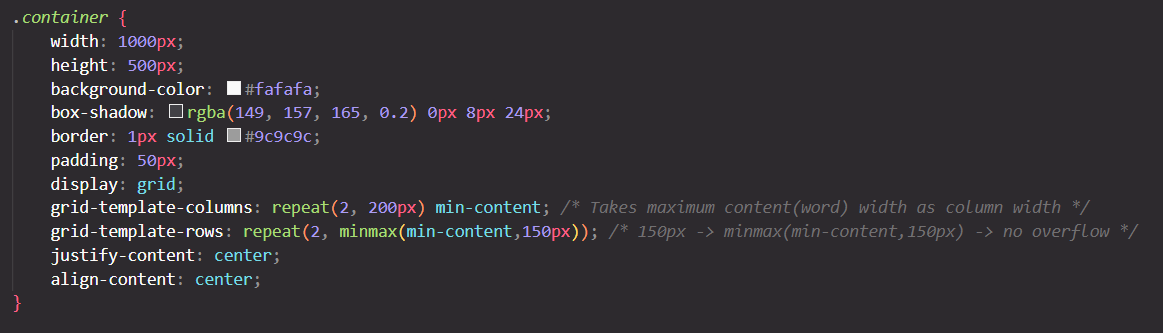 .container {
    width: 1000px;
    height: 500px;
    background-color: #fafafa;
    box-shadow: rgba(149, 157, 165, 0.2) 0px 8px 24px;
    border: 1px solid #9c9c9c;
    padding: 50px;
    display: grid;
    grid-template-columns: repeat(2, 200px) min-content; /* Takes maximum content(word) width as column width */
    grid-template-rows: repeat(2, minmax(min-content,150px)); /* 150px -> minmax(min-content,150px) -> no overflow */
    justify-content: center;
    align-content: center;
}